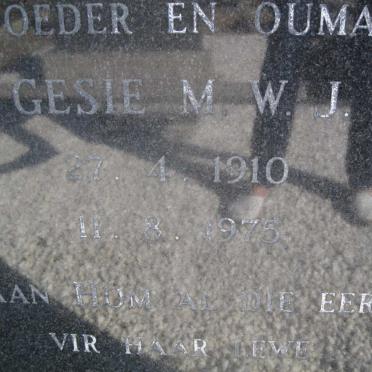 OEDER EN OUMA
GESIE M. W. J.
27. 4. 1910
11. 8. 1975
AAN HOM AL DIE EER
VIR HAAR LEWE